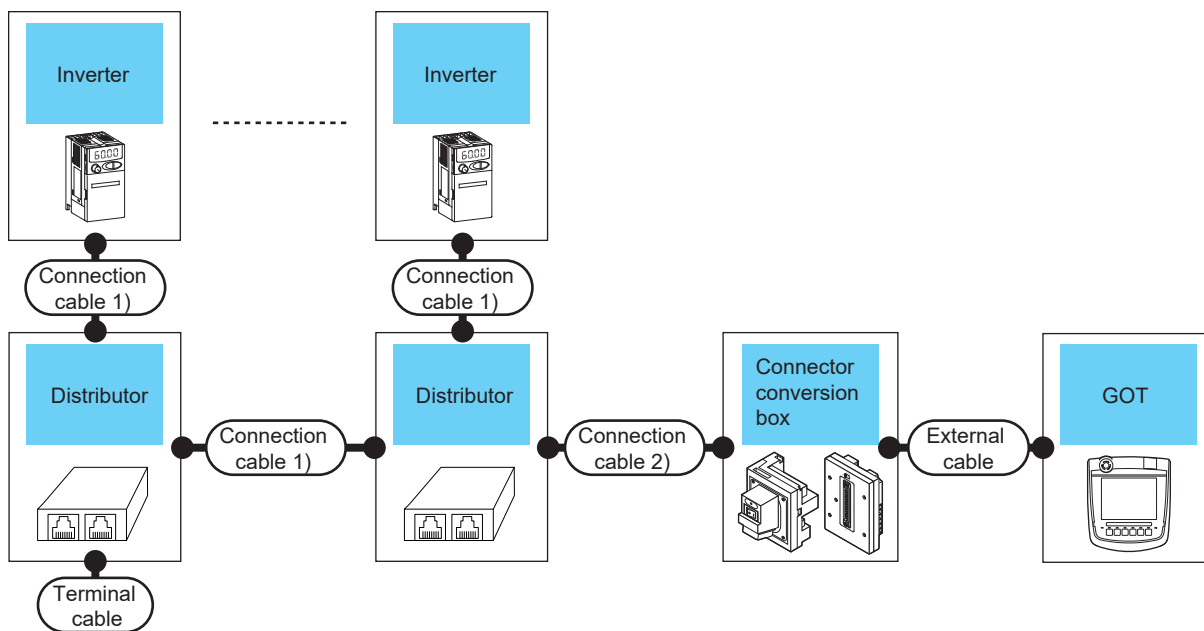 Inverter
Inverter
60.00
60.00
Connection
cable 1)
Connection
cable 1)
Distributor
Distributor
Connector
conversion
box
GOT
Connection
cable 1)
Connection
cable 2)
External
cable
Terminal
cable